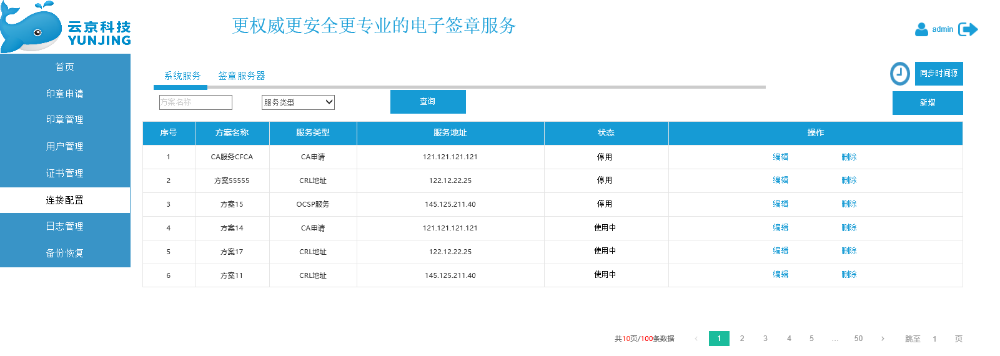 云京科技
YUNJING
更权威更安全更专业的电子签章服务
admin
首页
印章申请
印章管理
用户管理
证书管理
连接配置
日志管理
备份恢复
系统服务 签章服务器
同步时间源
方案名称 服务类型 查询 新增
序号 方案名称 服务类型 服务地址 状态 操作
1 CA服务CFCA CA申请 121.121.121.121 停用 编辑 删除
2 方案55555 CRL地址 122.12.22.25 停用 编辑 删除
3 方案15 OCSP服务 145.125.211.40 停用 编辑 删除
4 方案14 CA申请 121.121.121.121 使用中 编辑 删除
5 方案17 CRL地址 122.12.22.25 使用中 编辑 删除
6 方案11 CRL地址 145.125.211.40 使用中 编辑 删除
共10页/100条数据 < 1 2 3 4 5 ... 50 > 跳至 1 页